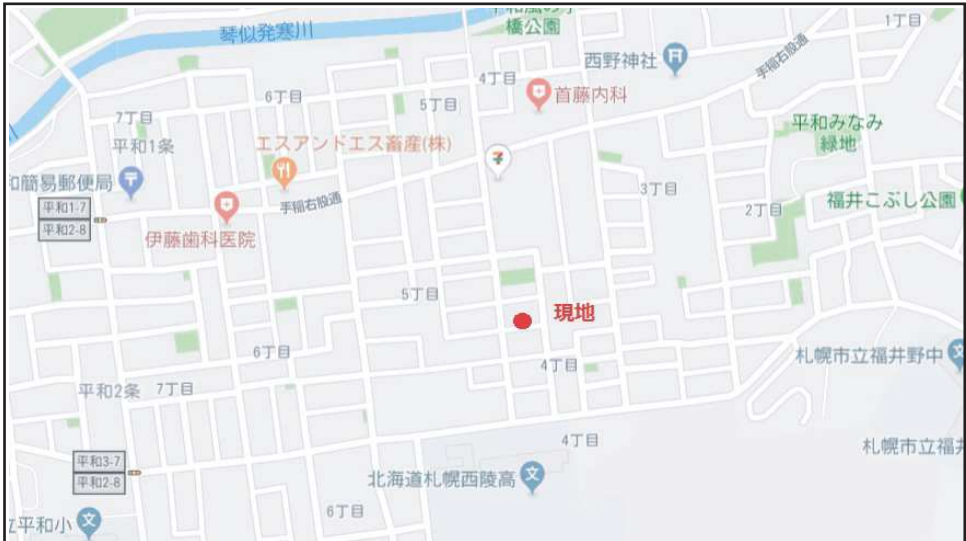 橋公園
1丁目
琴似発寒川
西野神社
手稲右股通
4丁目
首藤内科
6丁目
5丁目
7丁目
平和みなみ
緑地
平和1条
エスアンドエス畜産(株)
和簡易郵便局
3丁目
福井こぶし公園
平和1-7
平和2-8
手稲右股通
2丁目
伊藤歯科医院
5丁目
現地
6丁目
札幌市立福井野中
4丁目
平和2条
7丁目
4丁目
札幌市立福井
平和3-7
平和2-8
北海道札幌西陵高
6丁目
立平和小